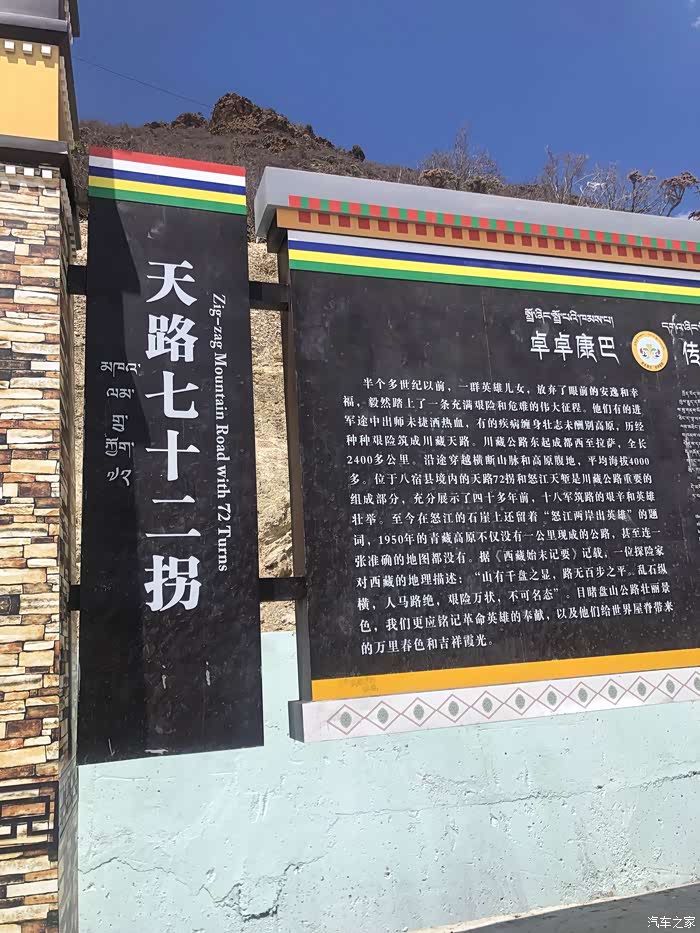 天路七十二拐
Zig-zag Mountain Road with 72 Turns
མཁའ་
ལམ་
གྲུ་
གྱོག་
༧༢
卓卓康巴
传
半个多世纪以前，一群英雄儿女，放弃了眼前的安逸和幸
福，毅然踏上了一条充满艰险和危难的伟大征程。他们有的进
军途中出师未捷洒热血，有的疾病缠身壮志未酬别高原，历经
种种艰险筑成川藏天路。川藏公路东起成都西至拉萨，全长
2400多公里。沿途穿越横断山脉和高原腹地，平均海拔4000
多。位于八宿县境内的天路72拐和怒江天堑是川藏公路重要的
组成部分，充分展示了四十多年前，十八军筑路的艰辛和英雄
壮举。至今在怒江的石崖上还留着“怒江两岸出英雄”的题
词，1950年的青藏高原不仅没有一公里现成的公路，甚至连一
张准确的地图都没有。据《西藏始末记要》记载，一位探险家
对西藏的地理描述：“山有千盘之显，路无百步之平。乱石纵
横，人马路绝，艰险万状，不可名态”。目睹盘山公路壮丽景
色，我们更应铭记革命英雄的奉献，以及他们给世界屋脊带来
的万里春色和吉祥霞光。
汽车之家